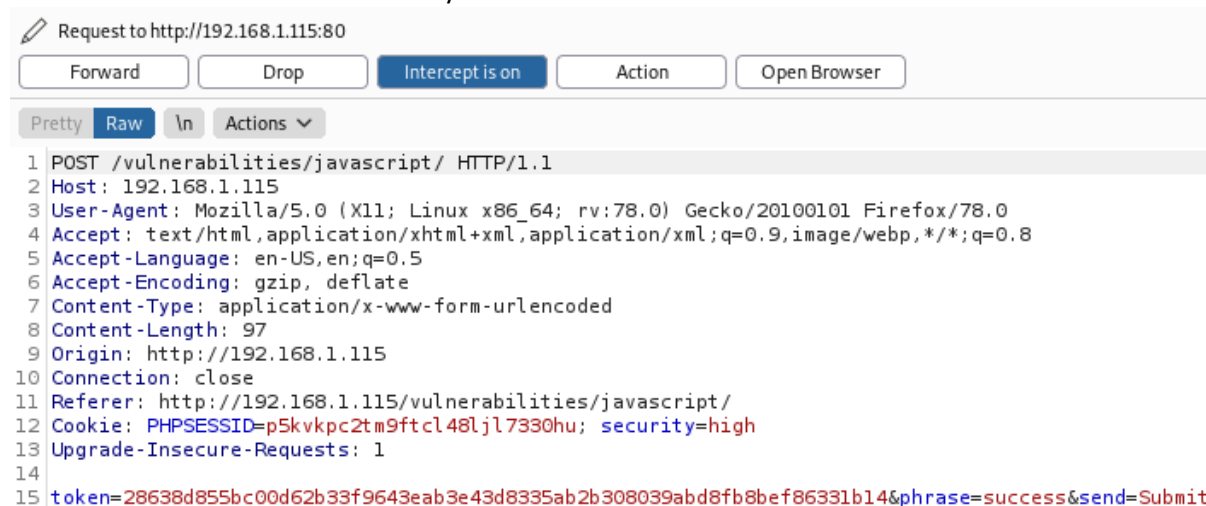 Request to http://192.168.1.115:80
Forward Drop Intercept is on Action Open Browser
Pretty Raw \n Actions
1 POST /vulnerabilities/javascript/ HTTP/1.1
2 Host: 192.168.1.115
3 User-Agent: Mozilla/5.0 (X11; Linux x86_64; rv:78.0) Gecko/20100101 Firefox/78.0
4 Accept: text/html,application/xhtml+xml,application/xml;q=0.9,image/webp,*/*;q=0.8
5 Accept-Language: en-US,en;q=0.5
6 Accept-Encoding: gzip, deflate
7 Content-Type: application/x-www-form-urlencoded
8 Content-Length: 97
9 Origin: http://192.168.1.115
10 Connection: close
11 Referer: http://192.168.1.115/vulnerabilities/javascript/
12 Cookie: PHPSESSID=p5kvkpc2tm9ftcl48ljl7330hu; security=high
13 Upgrade-Insecure-Requests: 1
14
15 token=28638d855bc00d62b33f9643eab3e43d8335ab2b308039abd8fb8bef86331b14&phrase=success&send=Submit